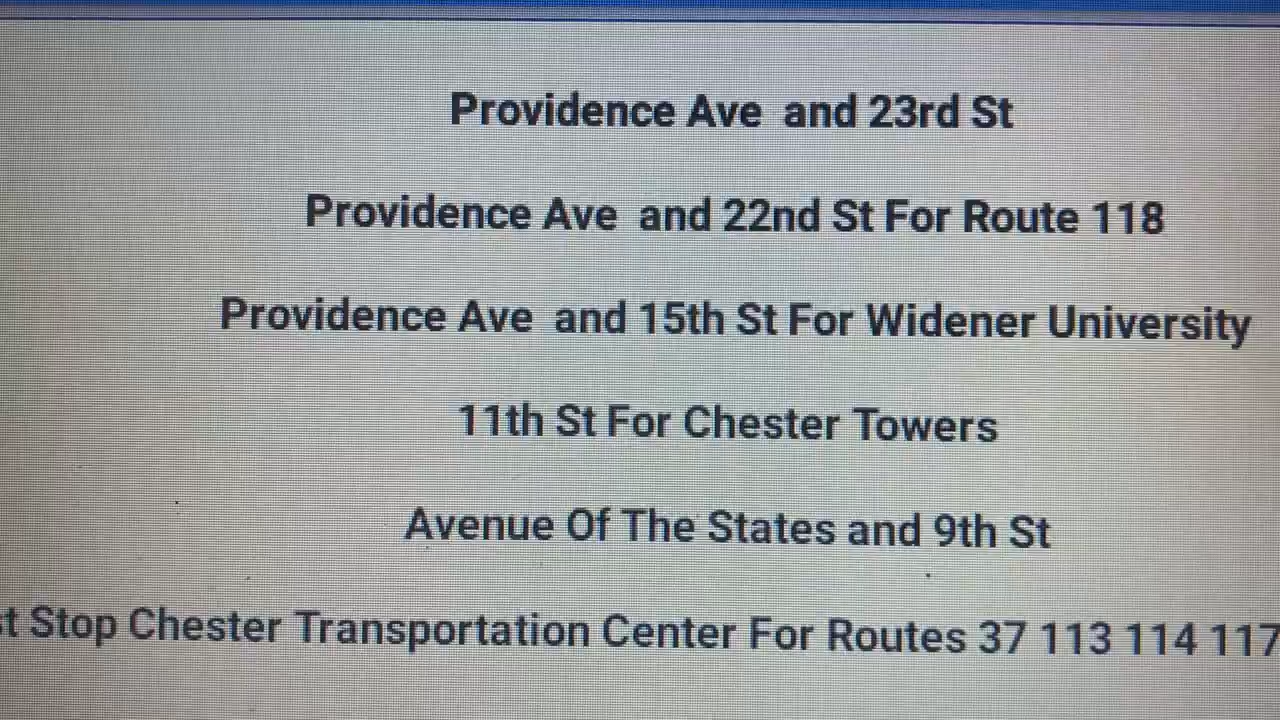 Providence Ave and 23rd St
Providence Ave and 22nd St For Route 118
Providence Ave and 15th St For Widener University
11th St For Chester Towers
Avenue Of The States and 9th St
Stop Chester Transportation Center For Routes 37 113 114 117